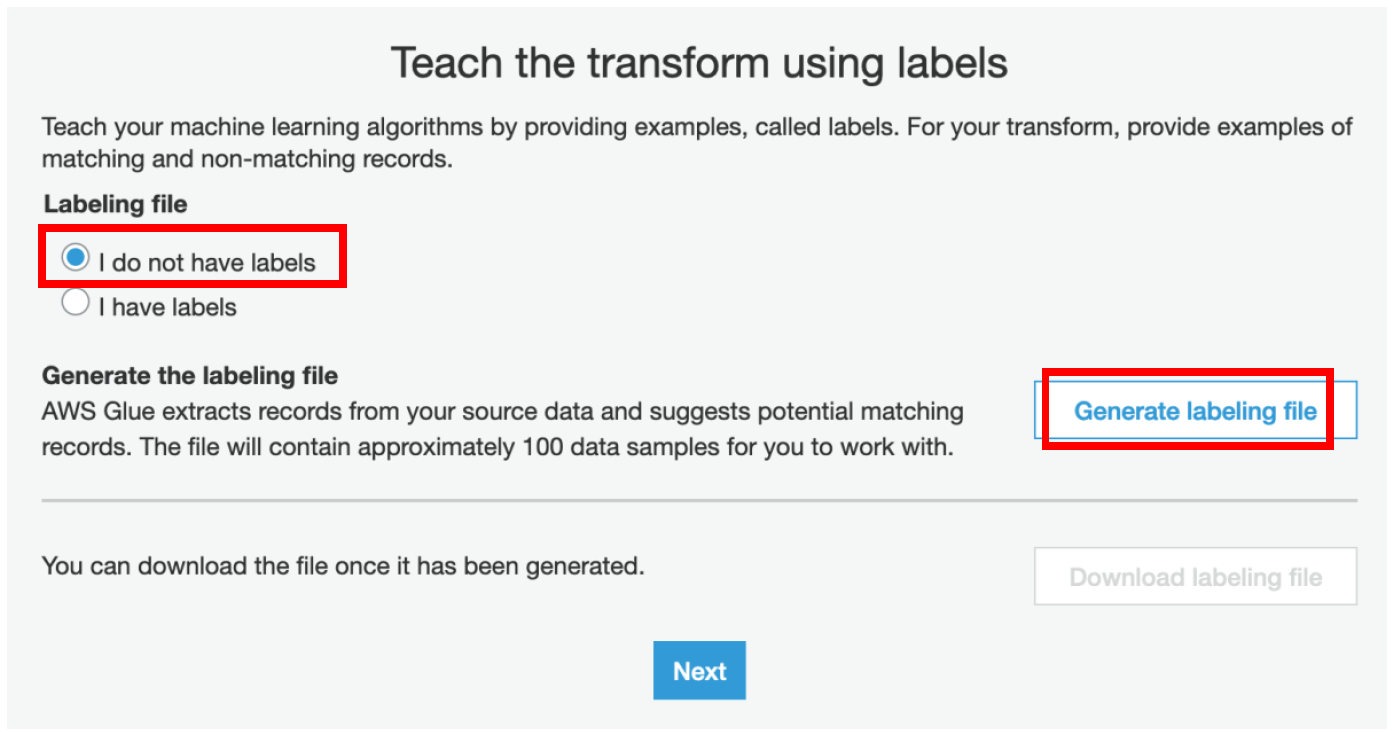 Teach the transform using labels
Teach your machine learning algorithms by providing examples, called labels. For your transform, provide examples of
matching and non-matching records.
Labeling file
I do not have labels
I have labels
Generate the labeling file
AWS Glue extracts records from your source data and suggests potential matching
records. The file will contain approximately 100 data samples for you to work with.
Generate labeling file
You can download the file once it has been generated.
Download labeling file
Next